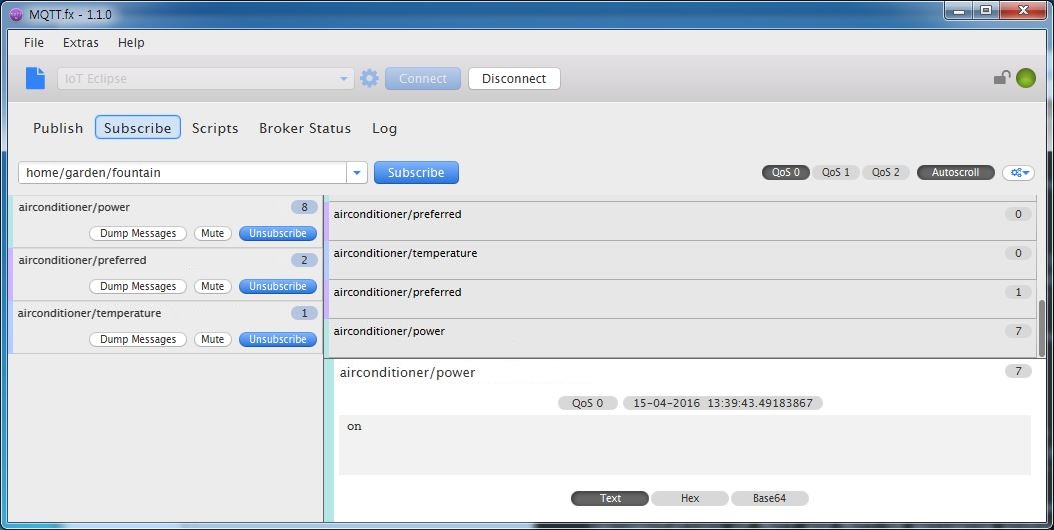 MQTT.fx - 1.1.0
File Extras Help
IoT Eclipse Connect Disconnect
Publish Subscribe Scripts Broker Status Log
home/garden/fountain Subscribe QoS 0 QoS 1 QoS 2 Autoscroll
airconditioner/power 8
Dump Messages Mute Unsubscribe
airconditioner/preferred 2
Dump Messages Mute Unsubscribe
airconditioner/temperature 1
Dump Messages Mute Unsubscribe
airconditioner/preferred 0
airconditioner/temperature 0
airconditioner/preferred 1
airconditioner/power 7
airconditioner/power 7
QoS 0 15-04-2016 13:39:43.49183867
on
Text Hex Base64